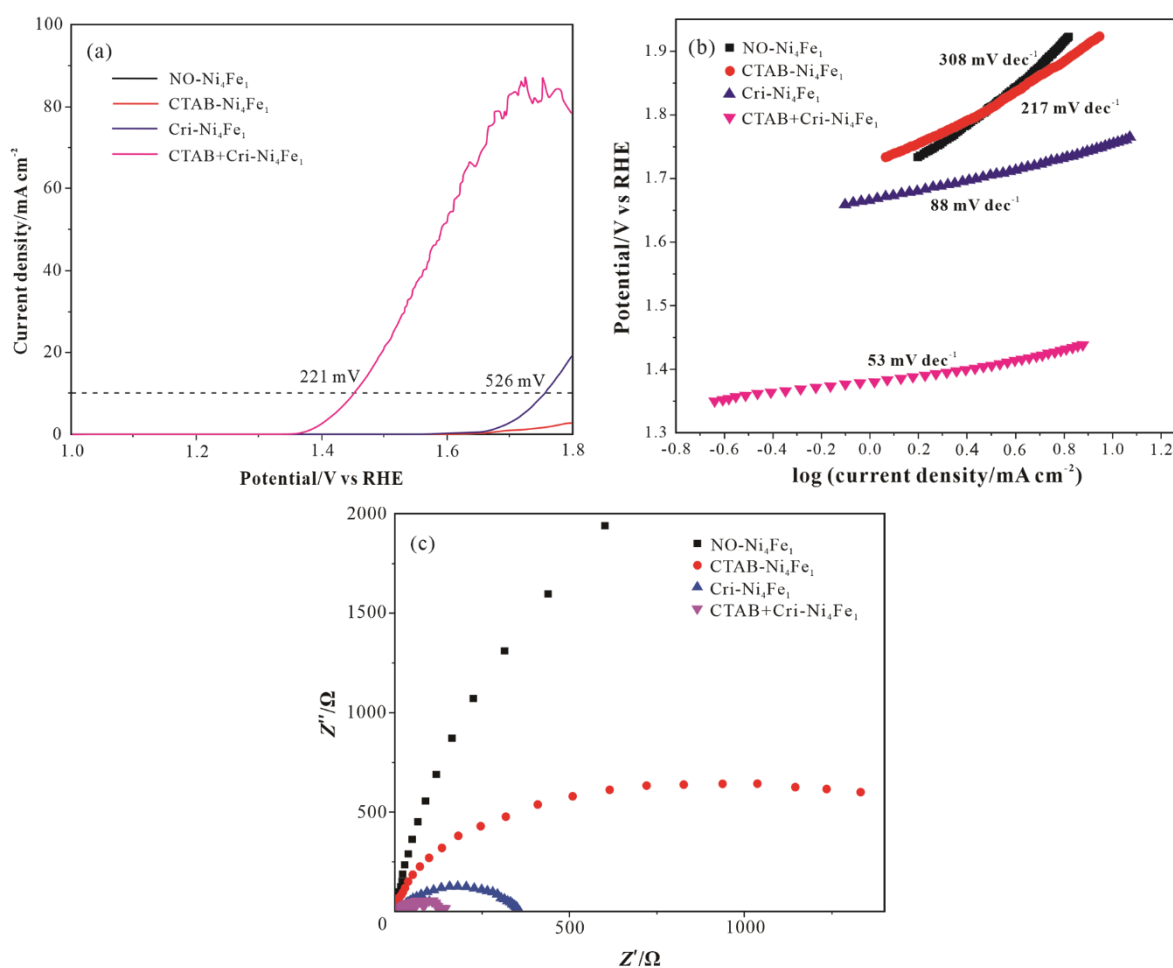 (a)
NO-Ni₄Fe₁
CTAB-Ni₄Fe₁
Cri-Ni₄Fe₁
CTAB+Cri-Ni₄Fe₁
221 mV
526 mV
100
80
60
40
20
0
1.0 1.2 1.4 1.6 1.8
Current density/mA cm⁻²
Potential/V vs RHE
(b)
NO-Ni₄Fe₁
CTAB-Ni₄Fe₁
Cri-Ni₄Fe₁
CTAB+Cri-Ni₄Fe₁
308 mV dec⁻¹
217 mV dec⁻¹
88 mV dec⁻¹
53 mV dec⁻¹
1.9
1.8
1.7
1.6
1.5
1.4
1.3
-0.8 -0.6 -0.4 -0.2 0.0 0.2 0.4 0.6 0.8 1.0 1.2
Potential/V vs RHE
log (current density/mA cm⁻²)
(c)
NO-Ni₄Fe₁
CTAB-Ni₄Fe₁
Cri-Ni₄Fe₁
CTAB+Cri-Ni₄Fe₁
2000
1500
1000
500
0
500 1000
Z''/Ω
Z'/Ω